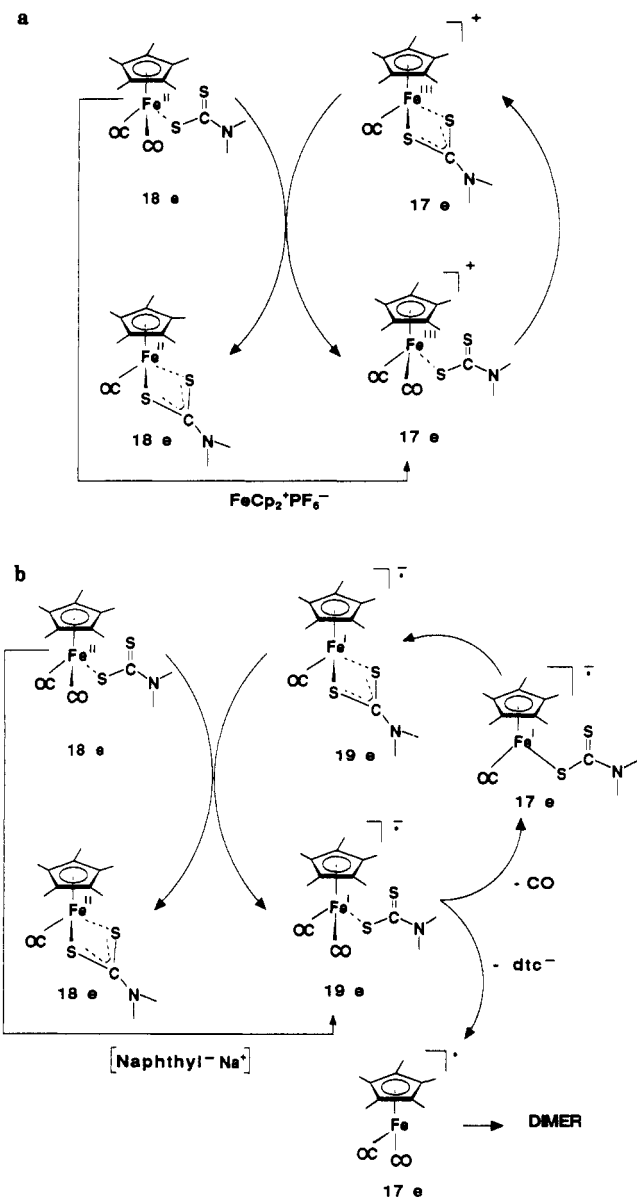 a
Fe II
OC
CO
S
S
C
N
18 e
Fe III
+
OC
S
S
C
N
17 e
Fe II
OC
S
S
C
N
18 e
Fe III
+
OC
CO
S
S
C
N
17 e
FeCp₂⁺PF₆⁻
b
Fe II
OC
CO
S
S
C
N
18 e
Fe I
OC
S
S
C
N
19 e
Fe I
OC
S
S
C
N
17 e
Fe II
OC
S
S
C
N
18 e
Fe I
OC
CO
S
S
C
N
19 e
- CO
- dtc⁻
[Naphthyl⁻ Na⁺]
Fe
OC
CO
17 e
DIMER